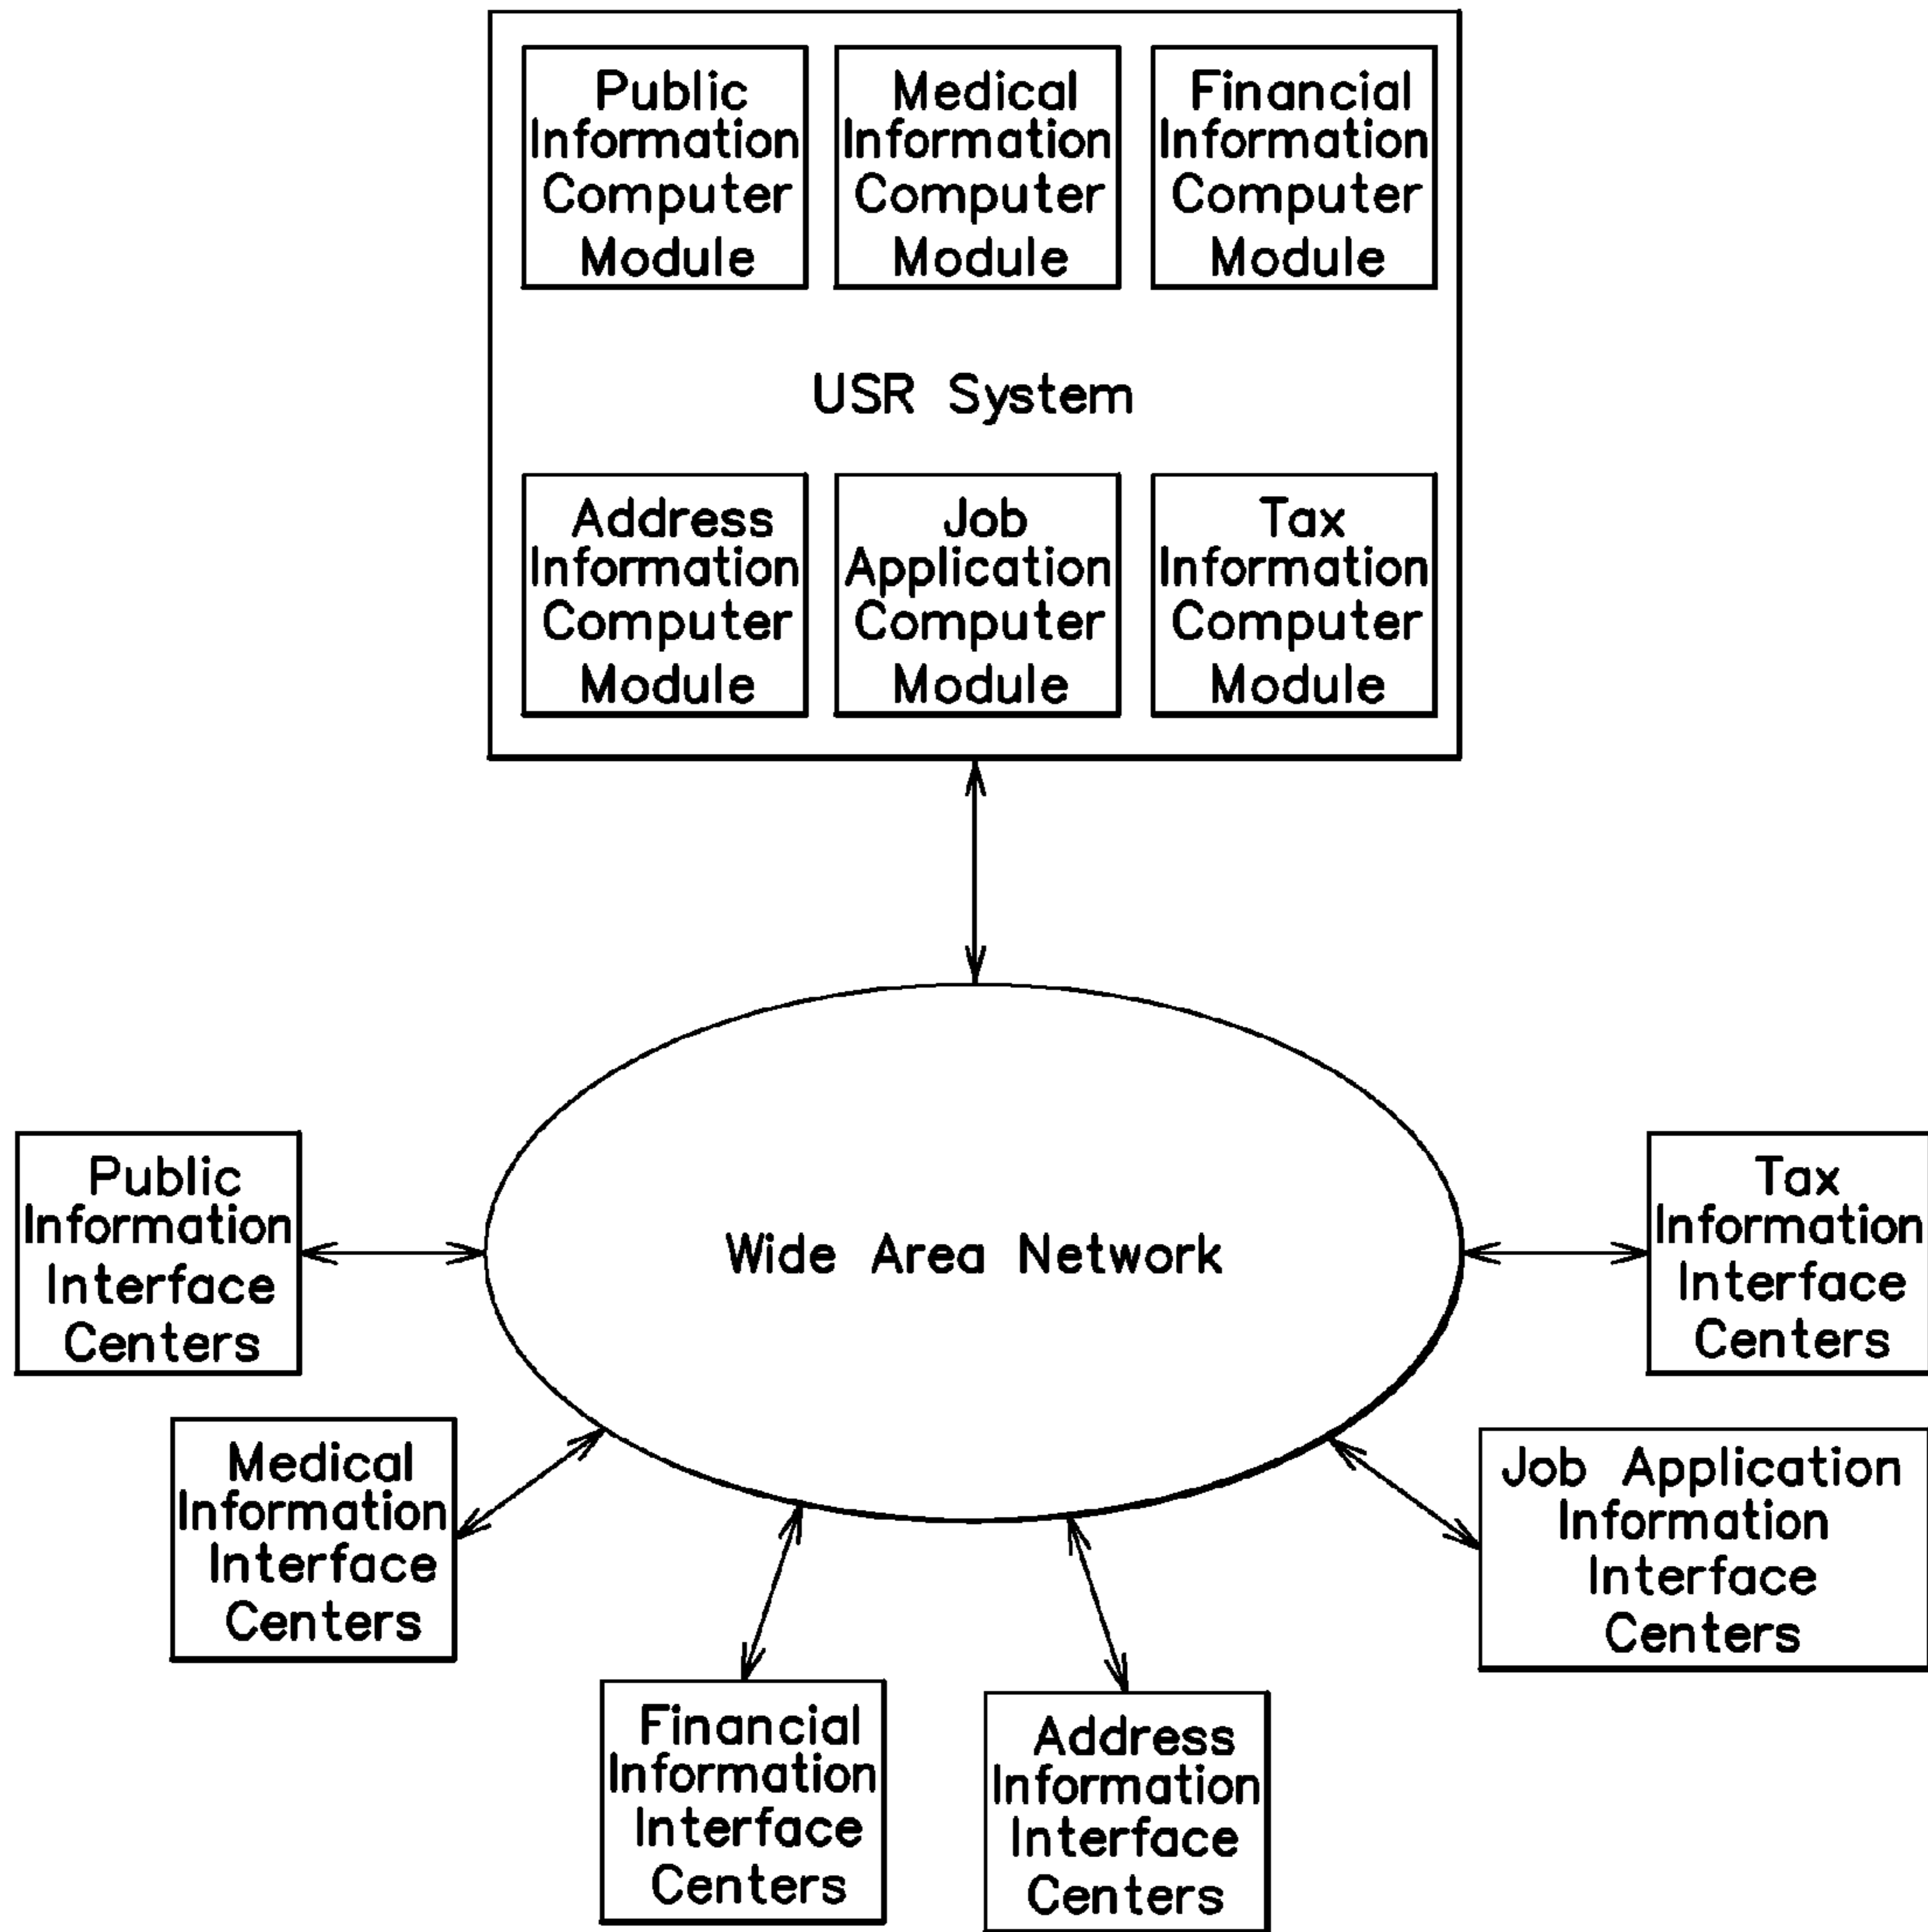 Public
Information
Computer
Module
Medical
Information
Computer
Module
Financial
Information
Computer
Module
USR System
Address
Information
Computer
Module
Job
Application
Computer
Module
Tax
Information
Computer
Module
Wide Area Network
Public
Information
Interface
Centers
Tax
Information
Interface
Centers
Medical
Information
Interface
Centers
Job Application
Information
Interface
Centers
Financial
Information
Interface
Centers
Address
Information
Interface
Centers